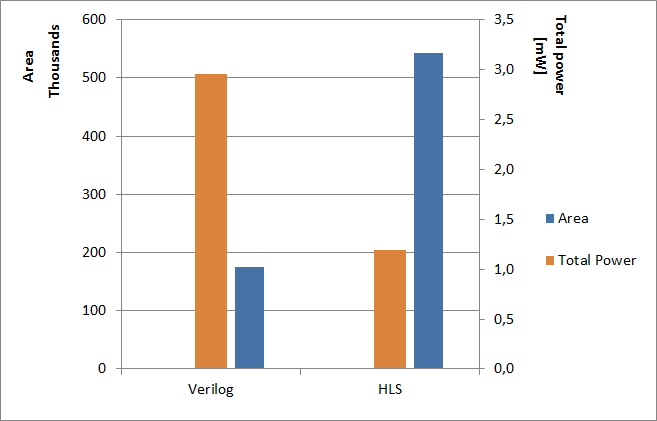 Area
Thousands
600
500
400
300
200
100
0
Total power
[mW]
3,5
3,0
2,5
2,0
1,5
1,0
0,5
0,0
Verilog
HLS
Area
Total Power